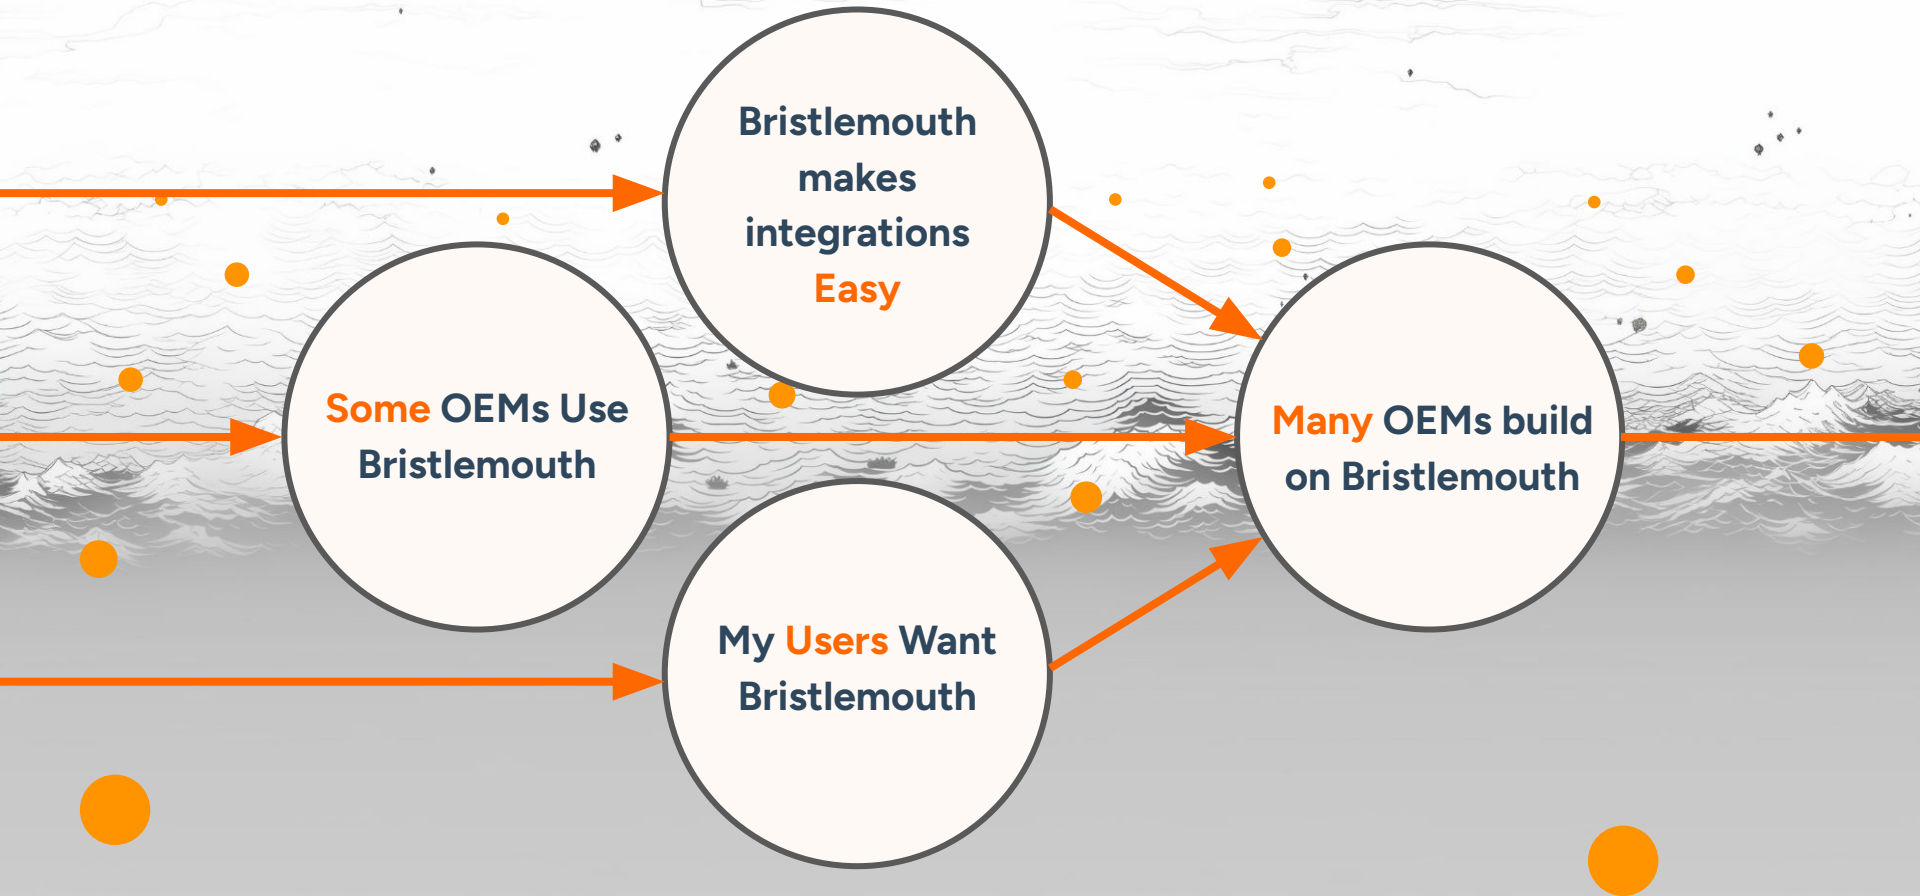 Bristlemouth
makes
integrations
Easy
Some OEMs Use
Bristlemouth
Many OEMs build
on Bristlemouth
My Users Want
Bristlemouth